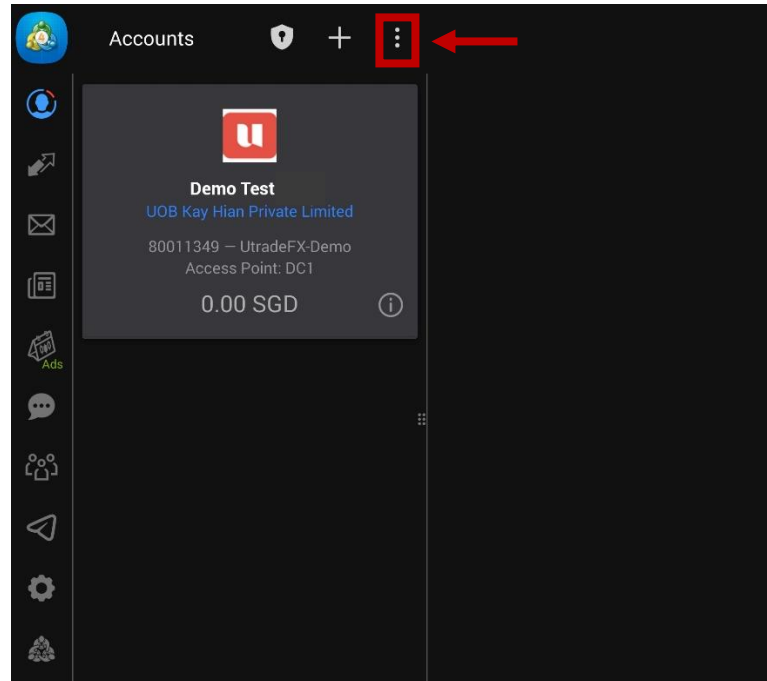 Accounts
u
Demo Test
UOB Kay Hian Private Limited
80011349 — UtradeFX-Demo
Access Point: DC1
0.00 SGD
Ads